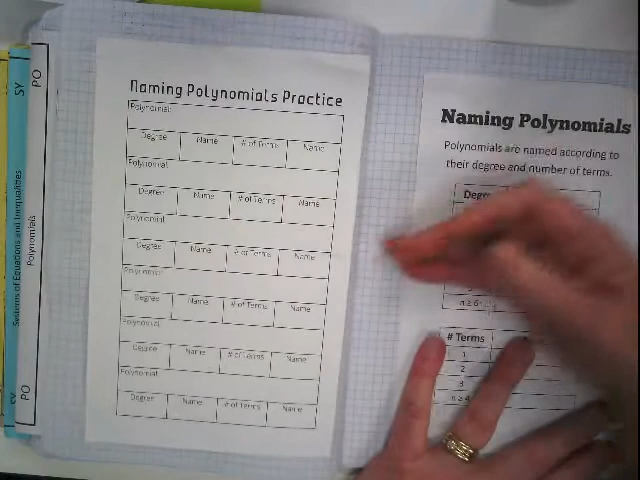 SY
PO
Systems of Equations and Inequalities
Polynomials
SY
PO
Naming Polynomials Practice
Polynomial:
Degree Name # of Terms Name
Polynomial:
Degree Name # of Terms Name
Polynomial:
Degree Name # of Terms Name
Polynomial:
Degree Name # of Terms Name
Polynomial:
Degree Name # of Terms Name
Polynomial:
Degree Name # of Terms Name
Naming Polynomials
Polynomials are named according to
their degree and number of terms.
n ≥ 6
# Terms
1
2
3
n ≥ 4